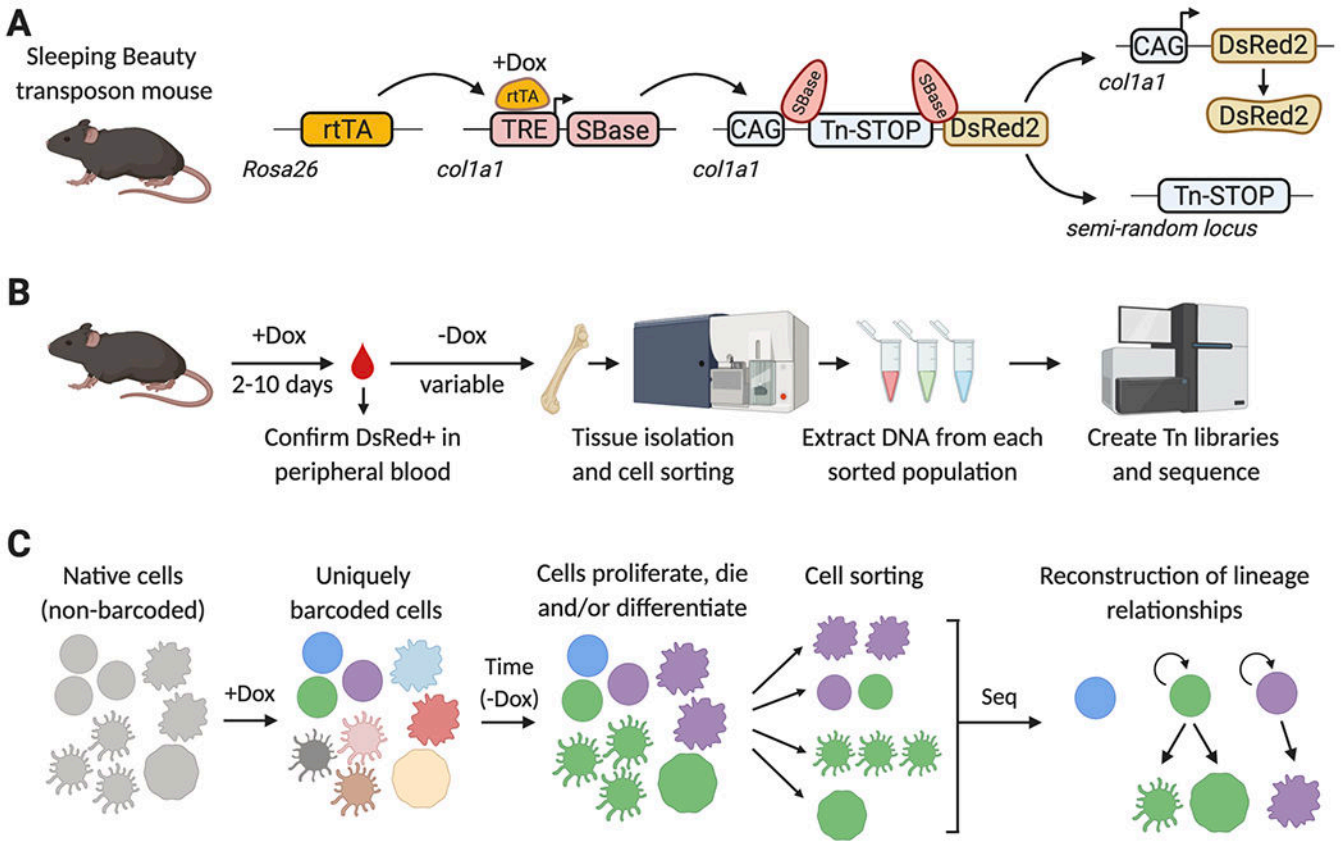 A
Sleeping Beauty
transposon mouse
rtTA
Rosa26
+Dox
rtTA
TRE
SBase
col1a1
SBase
SBase
CAG
Tn-STOP
DsRed2
col1a1
CAG
DsRed2
col1a1
DsRed2
Tn-STOP
semi-random locus
B
+Dox
2-10 days
Confirm DsRed+ in
peripheral blood
-Dox
variable
Tissue isolation
and cell sorting
Extract DNA from each
sorted population
Create Tn libraries
and sequence
C
Native cells
(non-barcoded)
+Dox
Uniquely
barcoded cells
Time
(-Dox)
Cells proliferate, die
and/or differentiate
Cell sorting
Seq
Reconstruction of lineage
relationships